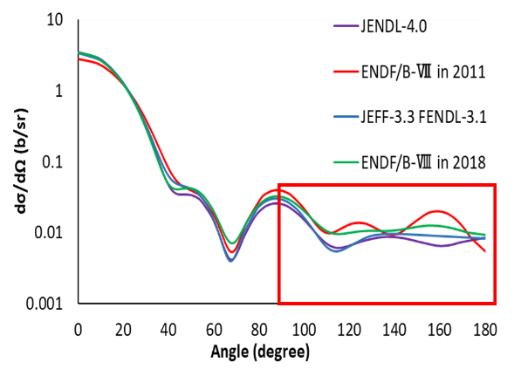 10
1
0.1
0.01
0.001
dσ/dΩ (b/sr)
JENDL-4.0
ENDF/B-Ⅷ in 2011
JEFF-3.3 FENDL-3.1
ENDF/B-Ⅷ in 2018
0 20 40 60 80 100 120 140 160 180
Angle (degree)